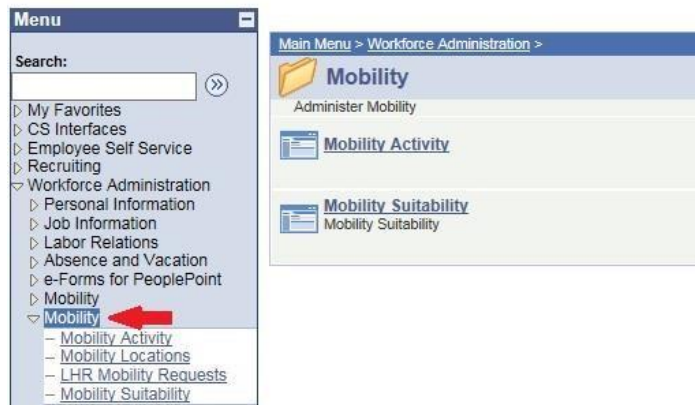 Menu
Search:
My Favorites
CS Interfaces
Employee Self Service
Recruiting
Workforce Administration
Personal Information
Job Information
Labor Relations
Absence and Vacation
e-Forms for PeoplePoint
Mobility
Mobility
– Mobility Activity
– Mobility Locations
– LHR Mobility Requests
– Mobility Suitability
Main Menu > Workforce Administration >
Mobility
Administer Mobility
Mobility Activity
Mobility Suitability
Mobility Suitability